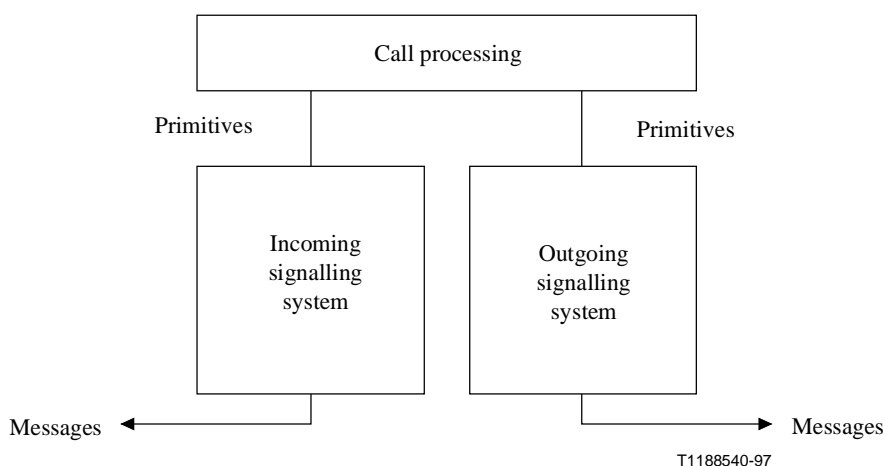 Call processing
Primitives
Primitives
Incoming
signalling
system
Outgoing
signalling
system
Messages
Messages
T1188540-97